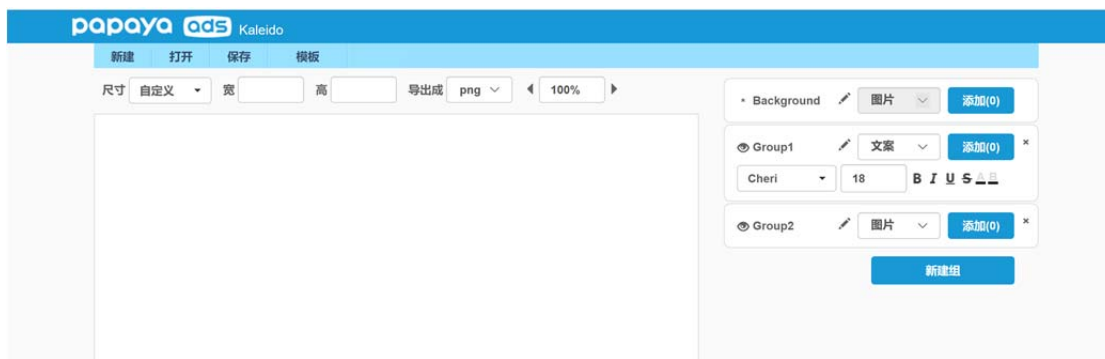 papaya ads Kaleido
新建 打开 保存 模板
尺寸 自定义 宽 高 导出成 png 100%
Background 图片 添加(0)
Group1 文案 添加(0) ×
Cheri 18 B I U S A B
Group2 图片 添加(0) ×
新建组